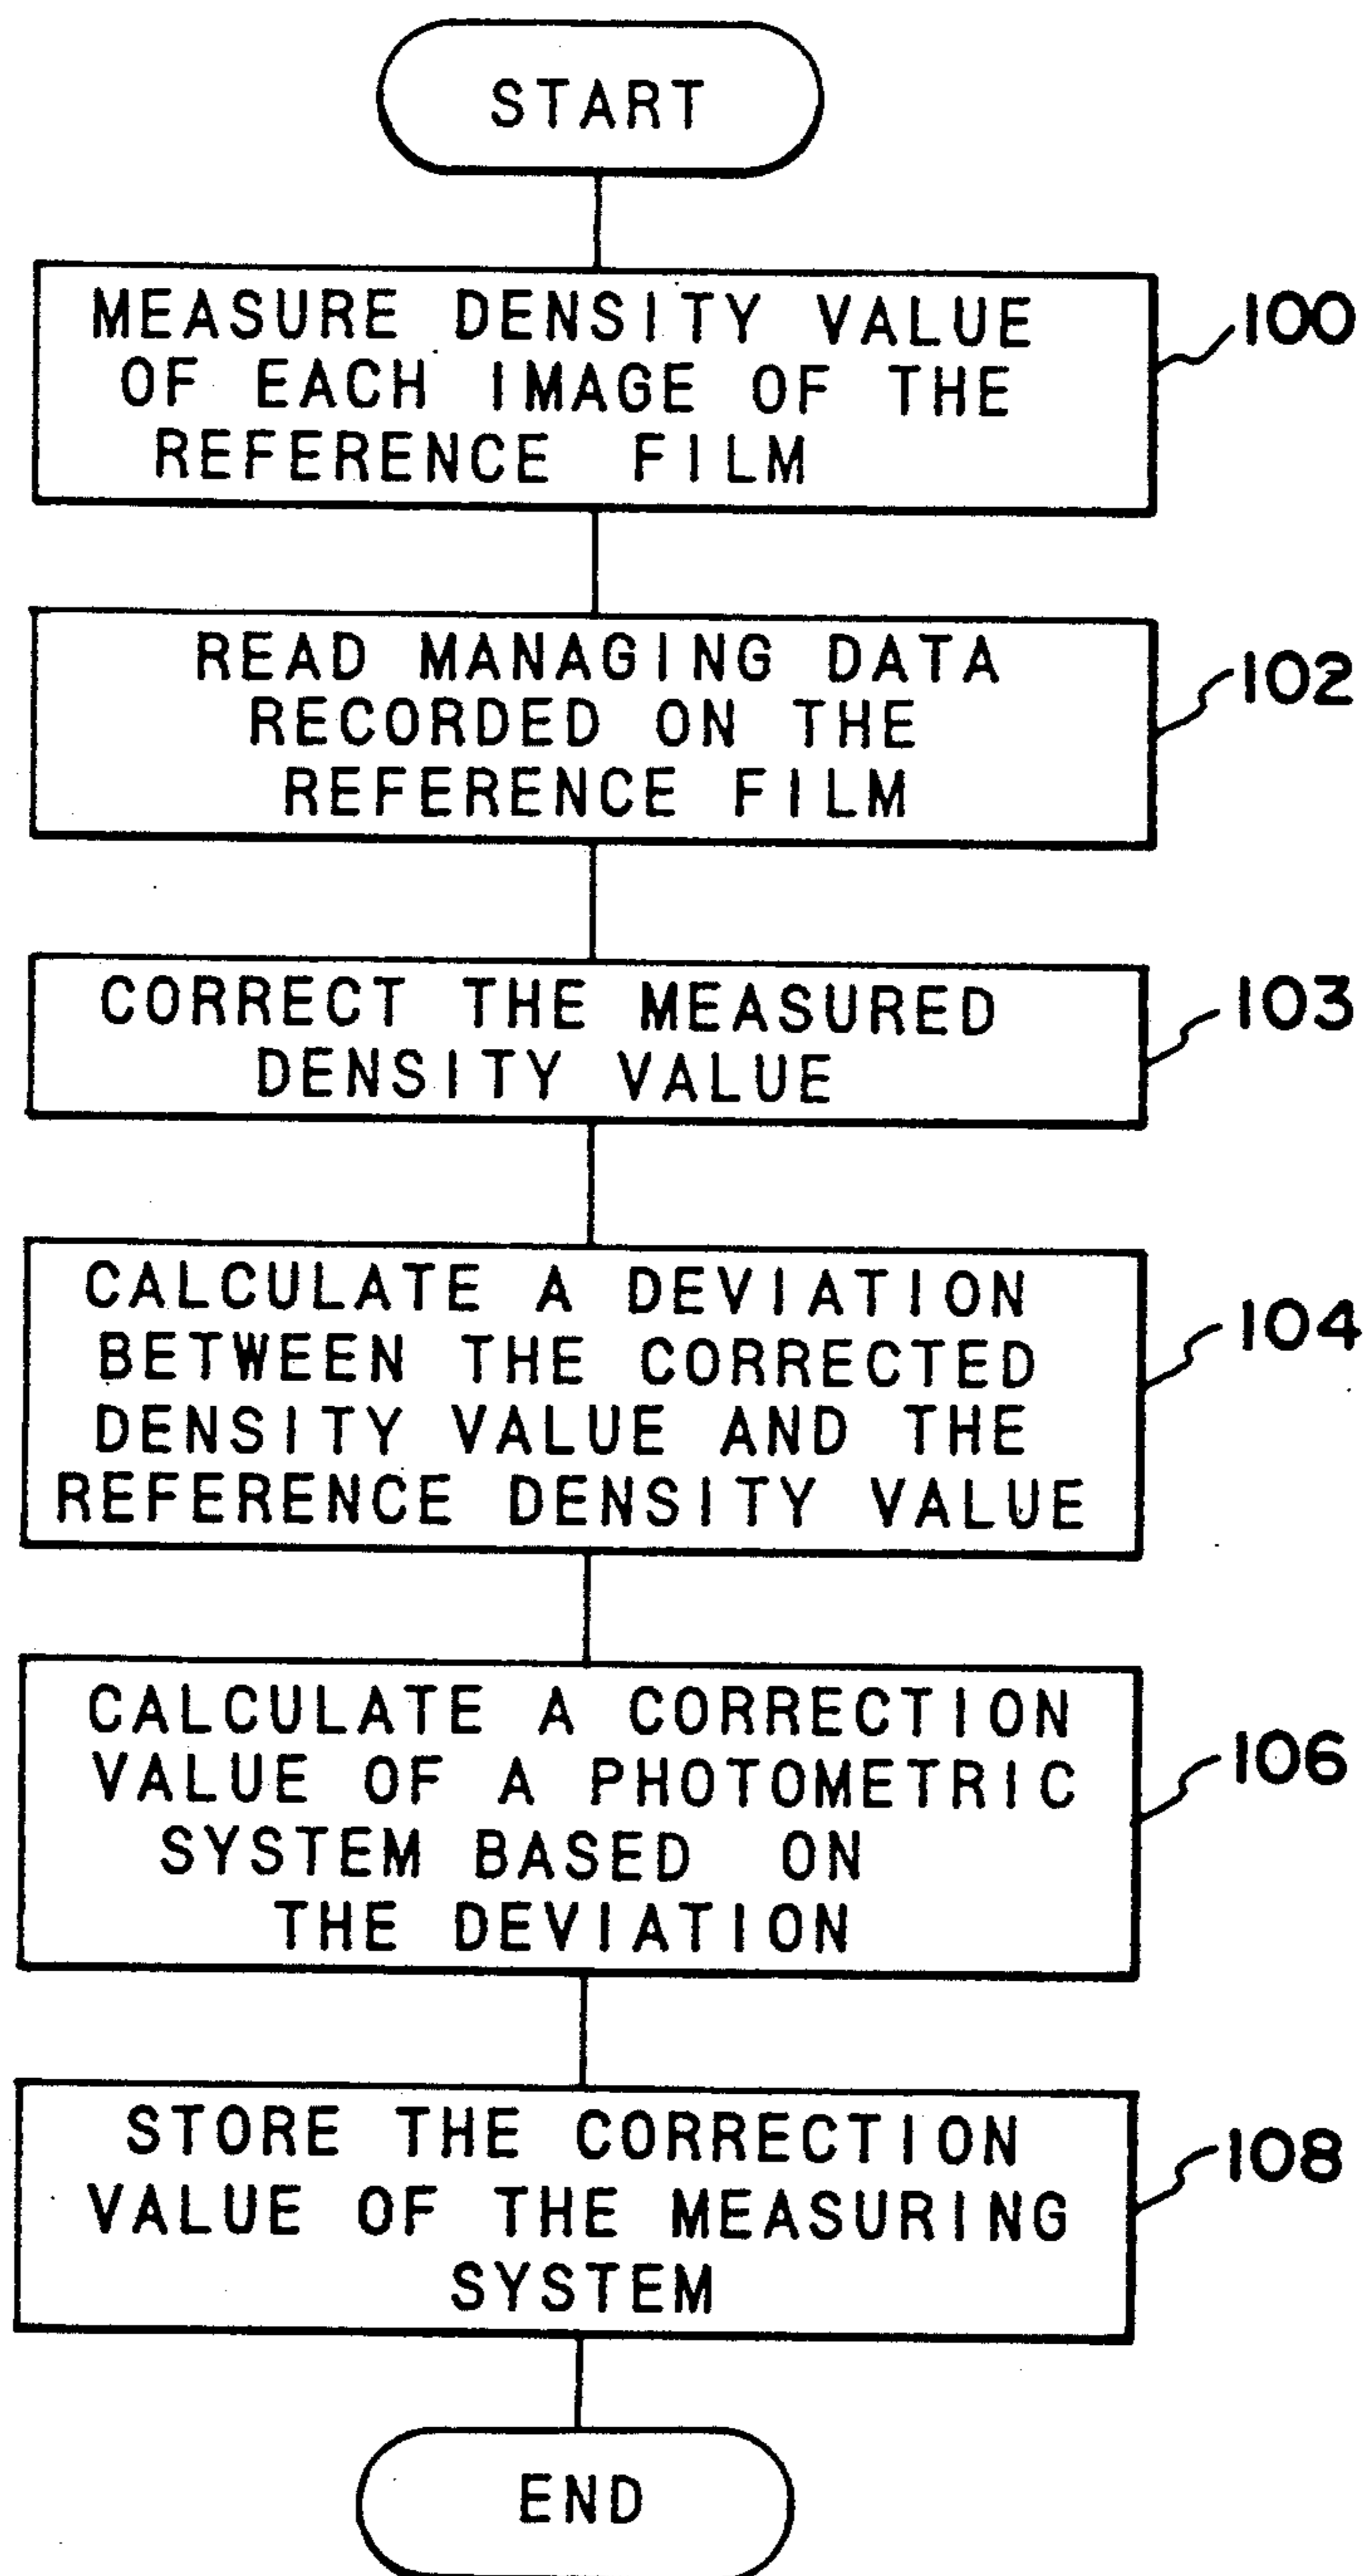 START
MEASURE DENSITY VALUE
OF EACH IMAGE OF THE
REFERENCE FILM
100
READ MANAGING DATA
RECORDED ON THE
REFERENCE FILM
102
CORRECT THE MEASURED
DENSITY VALUE
103
CALCULATE A DEVIATION
BETWEEN THE CORRECTED
DENSITY VALUE AND THE
REFERENCE DENSITY VALUE
104
CALCULATE A CORRECTION
VALUE OF A PHOTOMETRIC
SYSTEM BASED ON
THE DEVIATION
106
STORE THE CORRECTION
VALUE OF THE MEASURING
SYSTEM
108
END